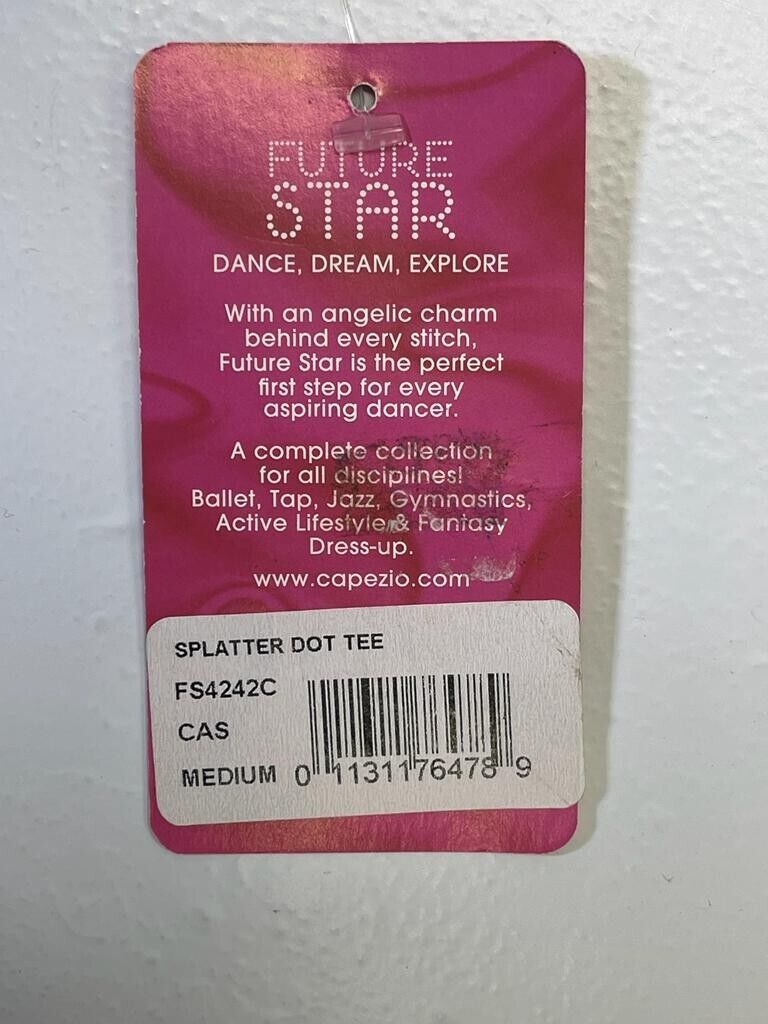 FUTURE
STAR
DANCE, DREAM, EXPLORE
With an angelic charm
behind every stitch,
Future Star is the perfect
first step for every
aspiring dancer.
A complete collection
for all disciplines!
Ballet, Tap, Jazz, Gymnastics,
Active Lifestyle & Fantasy
Dress-up.
www.capezio.com
SPLATTER DOT TEE
FS4242C
CAS
MEDIUM 0 1131176478 9